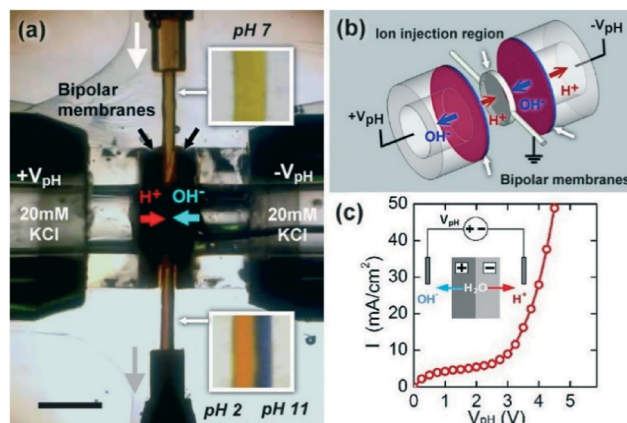 (a)
pH 7
Bipolar
membranes
+VpH
-VpH
H+
OH-
20mM
KCl
20mM
KCl
pH 2
pH 11
(b)
Ion injection region
-VpH
H+
OH-
H+
+VpH
OH-
Bipolar membranes
(c)
50
40
30
20
10
0
I (mA/cm²)
VpH
+ -
+
-
H₂O
OH-
H+
0
1
2
3
4
5
VpH (V)